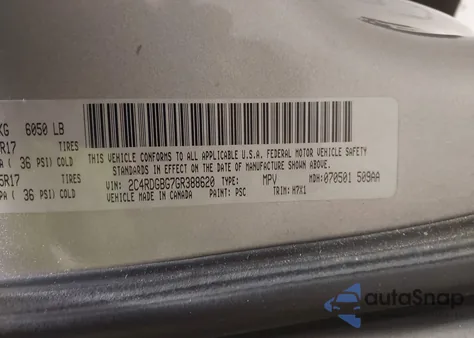 KG 6050 LB
R17 TIRES
PA ( 36 PSI) COLD
5R17 TIRES
PA ( 36 PSI) COLD
THIS VEHICLE CONFORMS TO ALL APPLICABLE U.S.A. FEDERAL MOTOR VEHICLE SAFETY
STANDARDS IN EFFECT ON THE DATE OF MANUFACTURE SHOWN ABOVE.
VIN: 2C4RDGBG7GR388620 TYPE: MPV MDH: 070501 509AA
VEHICLE MADE IN CANADA PAINT: PSC TRIM: H7X1
autoSnap